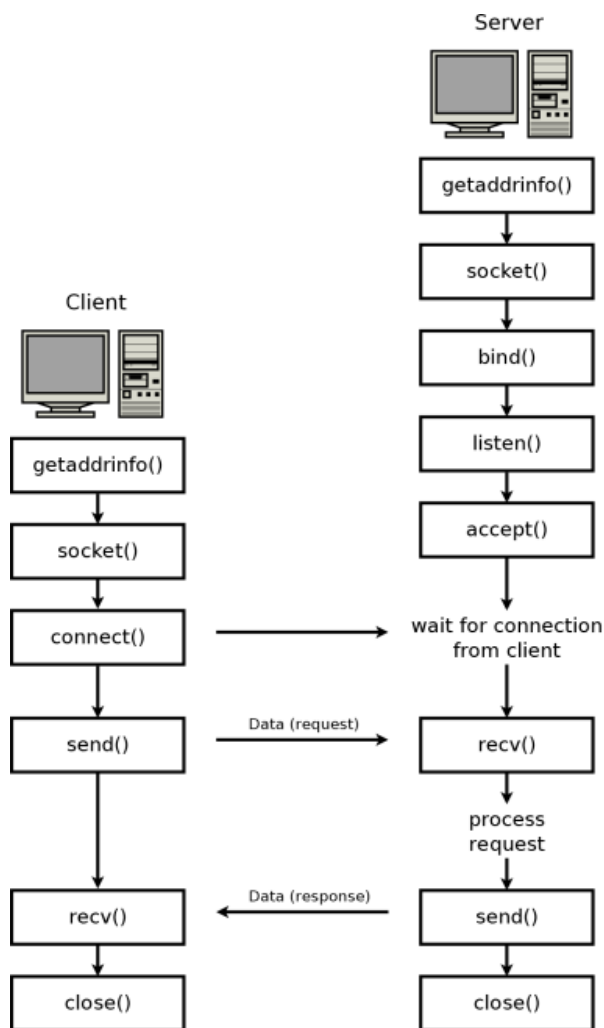 Server
getaddrinfo()
socket()
bind()
listen()
accept()
wait for connection
from client
recv()
process
request
send()
close()
Client
getaddrinfo()
socket()
connect()
send()
recv()
close()
Data (request)
Data (response)